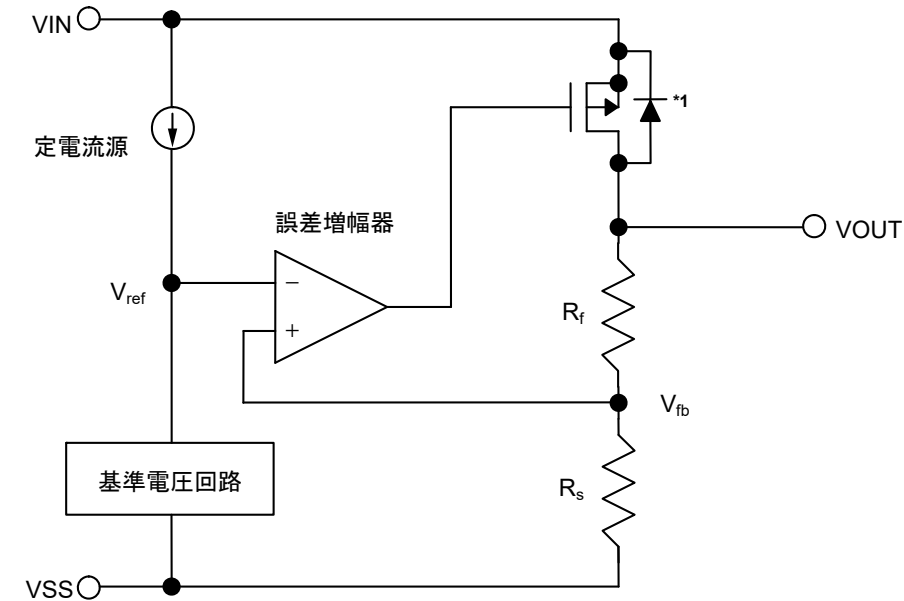 VIN
*1
定電流源
誤差増幅器
VOUT
Vref
−
+
Rf
Vfb
基準電圧回路
Rs
VSS